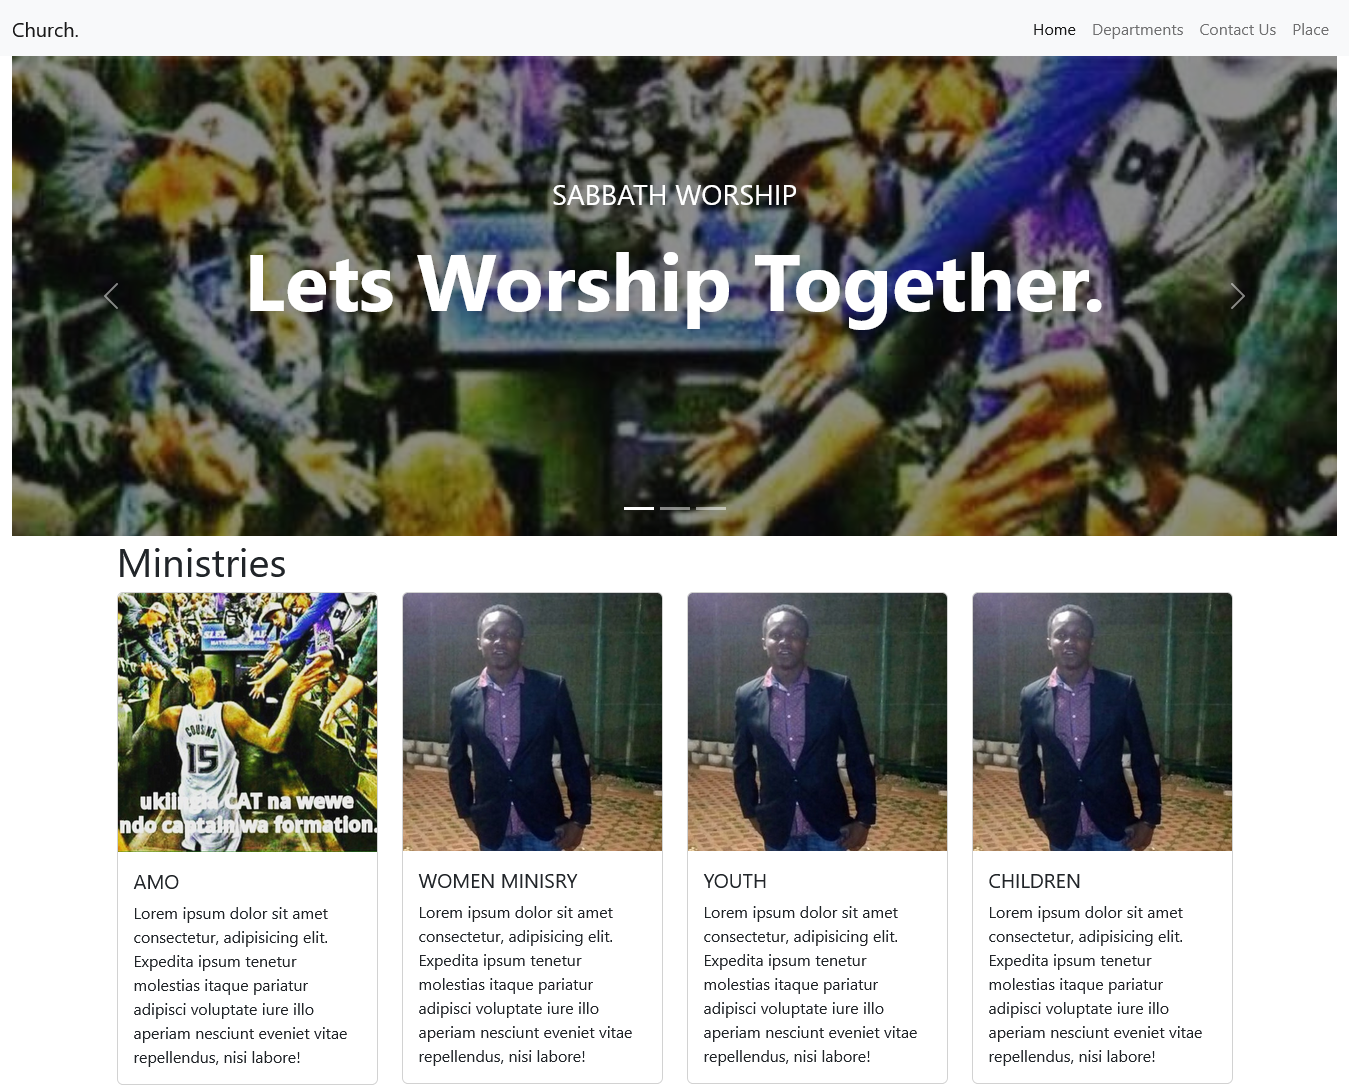 Church.
Home Departments Contact Us Place
SABBATH WORSHIP
Lets Worship Together.
Ministries
COUSINS
15
CAT na wewe
wa formation.
AMO
Lorem ipsum dolor sit amet
consectetur, adipisicing elit.
Expedita ipsum tenetur
molestias itaque pariatur
adipisci voluptate iure illo
aperiam nesciunt eveniet vitae
repellendus, nisi labore!
WOMEN MINISRY
Lorem ipsum dolor sit amet
consectetur, adipisicing elit.
Expedita ipsum tenetur
molestias itaque pariatur
adipisci voluptate iure illo
aperiam nesciunt eveniet vitae
repellendus, nisi labore!
YOUTH
Lorem ipsum dolor sit amet
consectetur, adipisicing elit.
Expedita ipsum tenetur
molestias itaque pariatur
adipisci voluptate iure illo
aperiam nesciunt eveniet vitae
repellendus, nisi labore!
CHILDREN
Lorem ipsum dolor sit amet
consectetur, adipisicing elit.
Expedita ipsum tenetur
molestias itaque pariatur
adipisci voluptate iure illo
aperiam nesciunt eveniet vitae
repellendus, nisi labore!